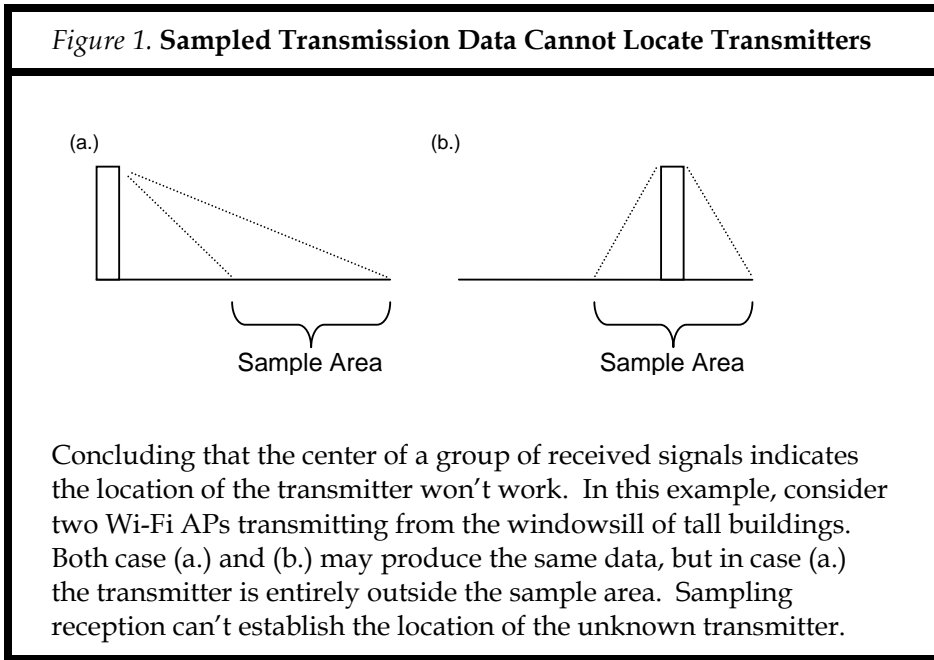 Figure 1. Sampled Transmission Data Cannot Locate Transmitters
(a.)
(b.)
Sample Area
Sample Area
Concluding that the center of a group of received signals indicates
the location of the transmitter won't work.  In this example, consider
two Wi-Fi APs transmitting from the windowsill of tall buildings.
Both case (a.) and (b.) may produce the same data, but in case (a.)
the transmitter is entirely outside the sample area.  Sampling
reception can't establish the location of the unknown transmitter.